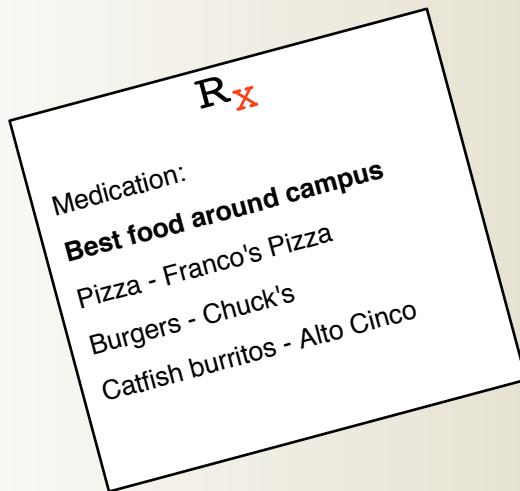 Rx
Medication:
Best food around campus
Pizza - Franco's Pizza
Burgers - Chuck's
Catfish burritos - Alto Cinco